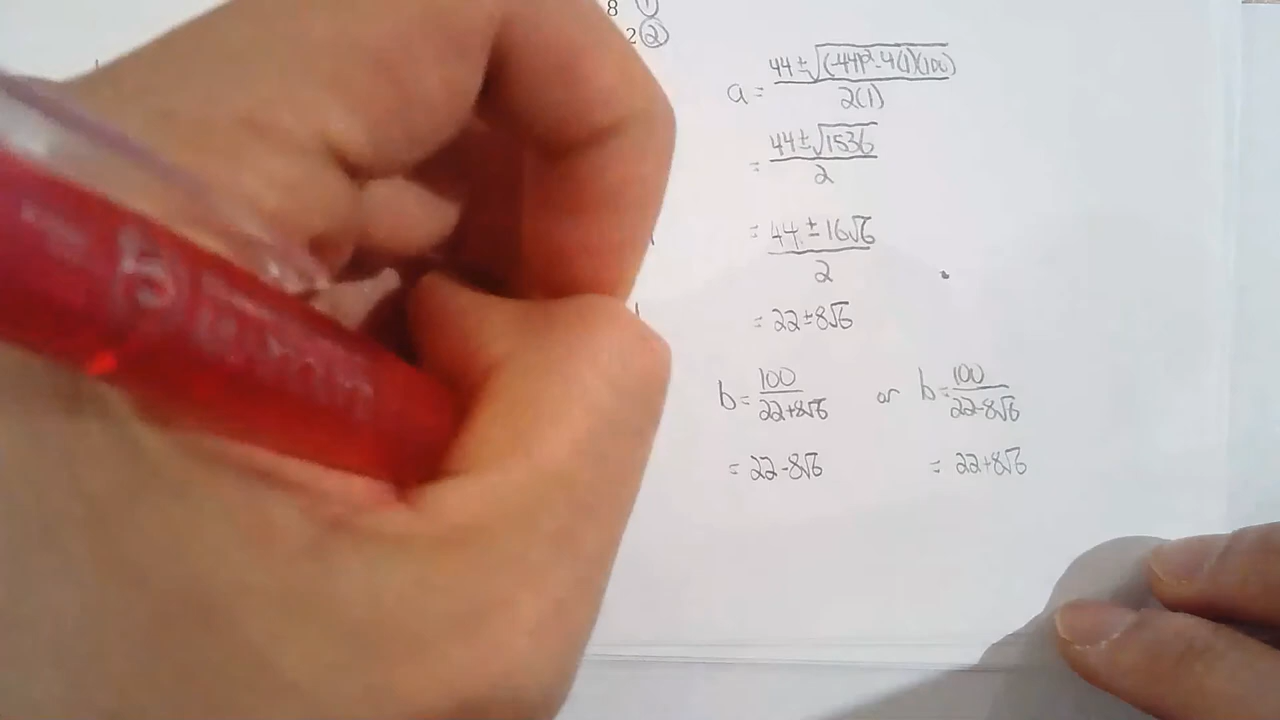 8 ①
2 ②
a = 44 ± √(-44)² - 4(1)(100)
2(1)
= 44 ± √1536
2
= 44 ± 16√6
2
= 22 ± 8√6
b = 100 / 22+8√6 or b = 100 / 22-8√6
= 22 - 8√6 = 22 + 8√6